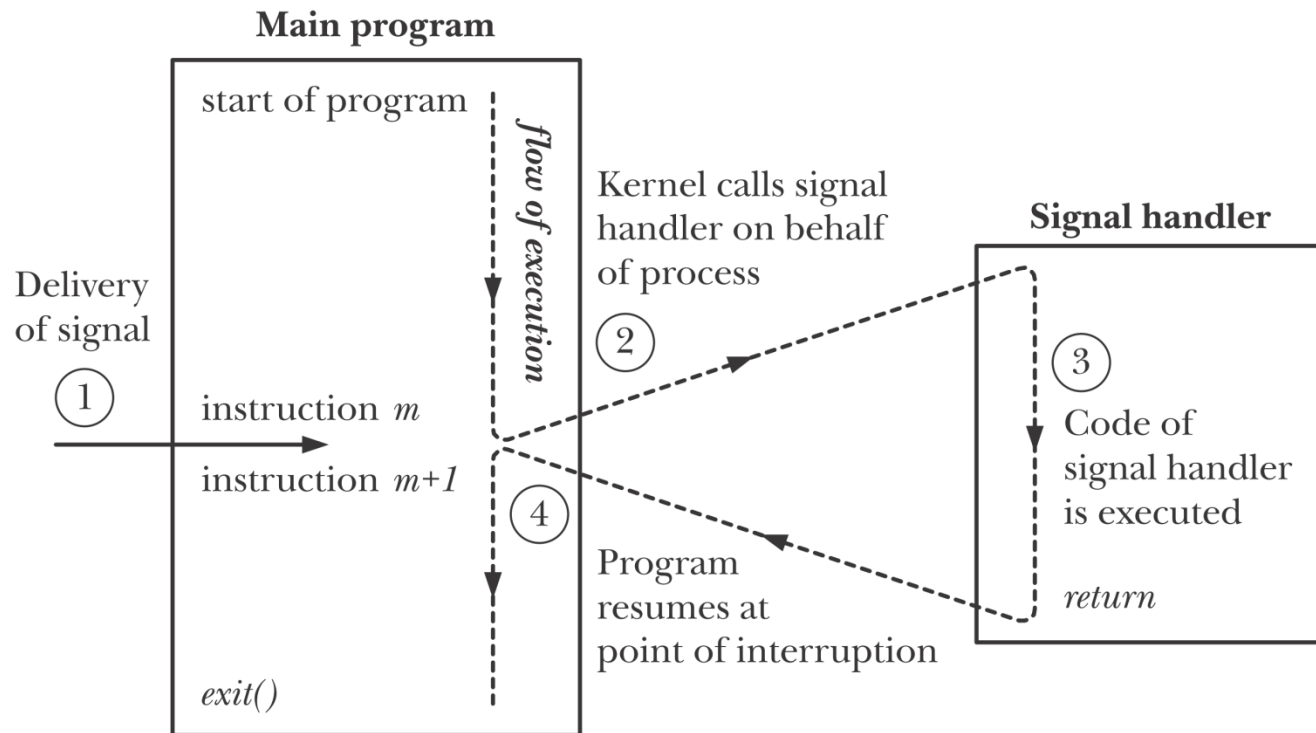 Main program
start of program
flow of execution
Kernel calls signal
handler on behalf
of process
2
Signal handler
Delivery
of signal
1
3
instruction m
instruction m+1
Code of
signal handler
is executed
4
Program
resumes at
point of interruption
return
exit()